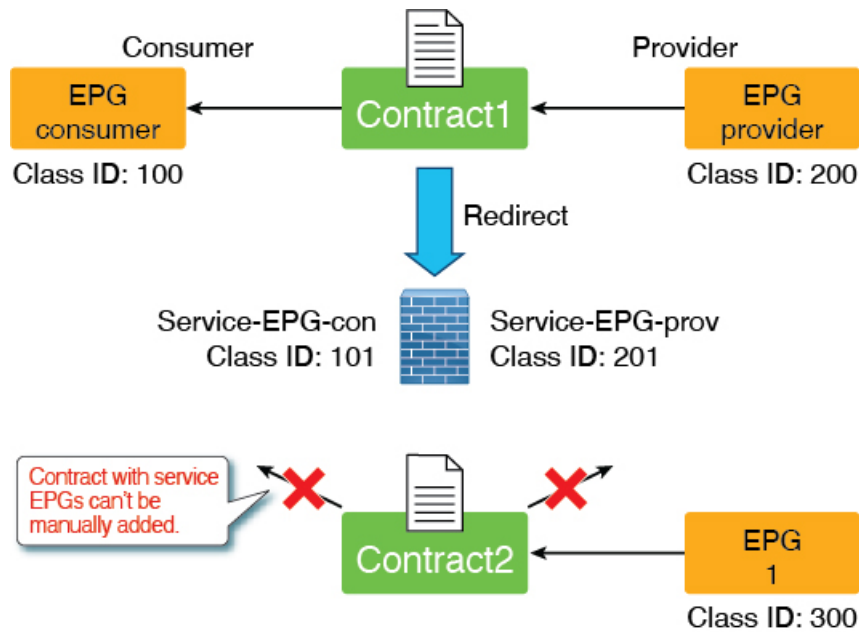 Consumer
Provider
EPG
consumer
Contract1
EPG
provider
Class ID: 100
Class ID: 200
Redirect
Service-EPG-con
Class ID: 101
Service-EPG-prov
Class ID: 201
Contract with service
EPGs can't be
manually added.
Contract2
EPG
1
Class ID: 300